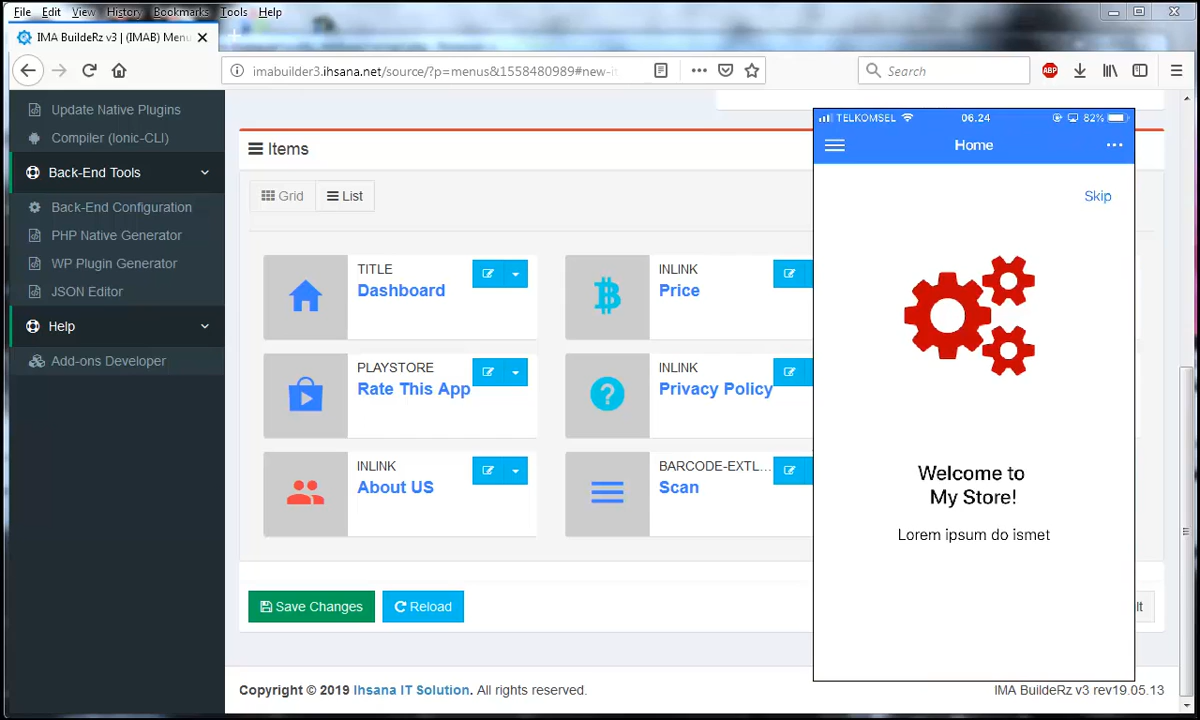 File Edit View History Bookmarks Tools Help
IMA BuildeRz v3 | (IMAB) Menu
imabuilder3.ihsana.net/source/?p=menus&1558480989#new-it
Search
ABP
Update Native Plugins
Compiler (Ionic-CLI)
Back-End Tools
Back-End Configuration
PHP Native Generator
WP Plugin Generator
JSON Editor
Help
Add-ons Developer
Items
Grid List
TITLE
Dashboard
INLINK
Price
PLAYSTORE
Rate This App
INLINK
Privacy Policy
INLINK
About US
BARCODE-EXTL...
Scan
Save Changes Reload
lt
Copyright © 2019 Ihsana IT Solution. All rights reserved.
IMA BuildeRz v3 rev19.05.13
TELKOMSEL 06.24 82%
Home
Skip
Welcome to
My Store!
Lorem ipsum do ismet